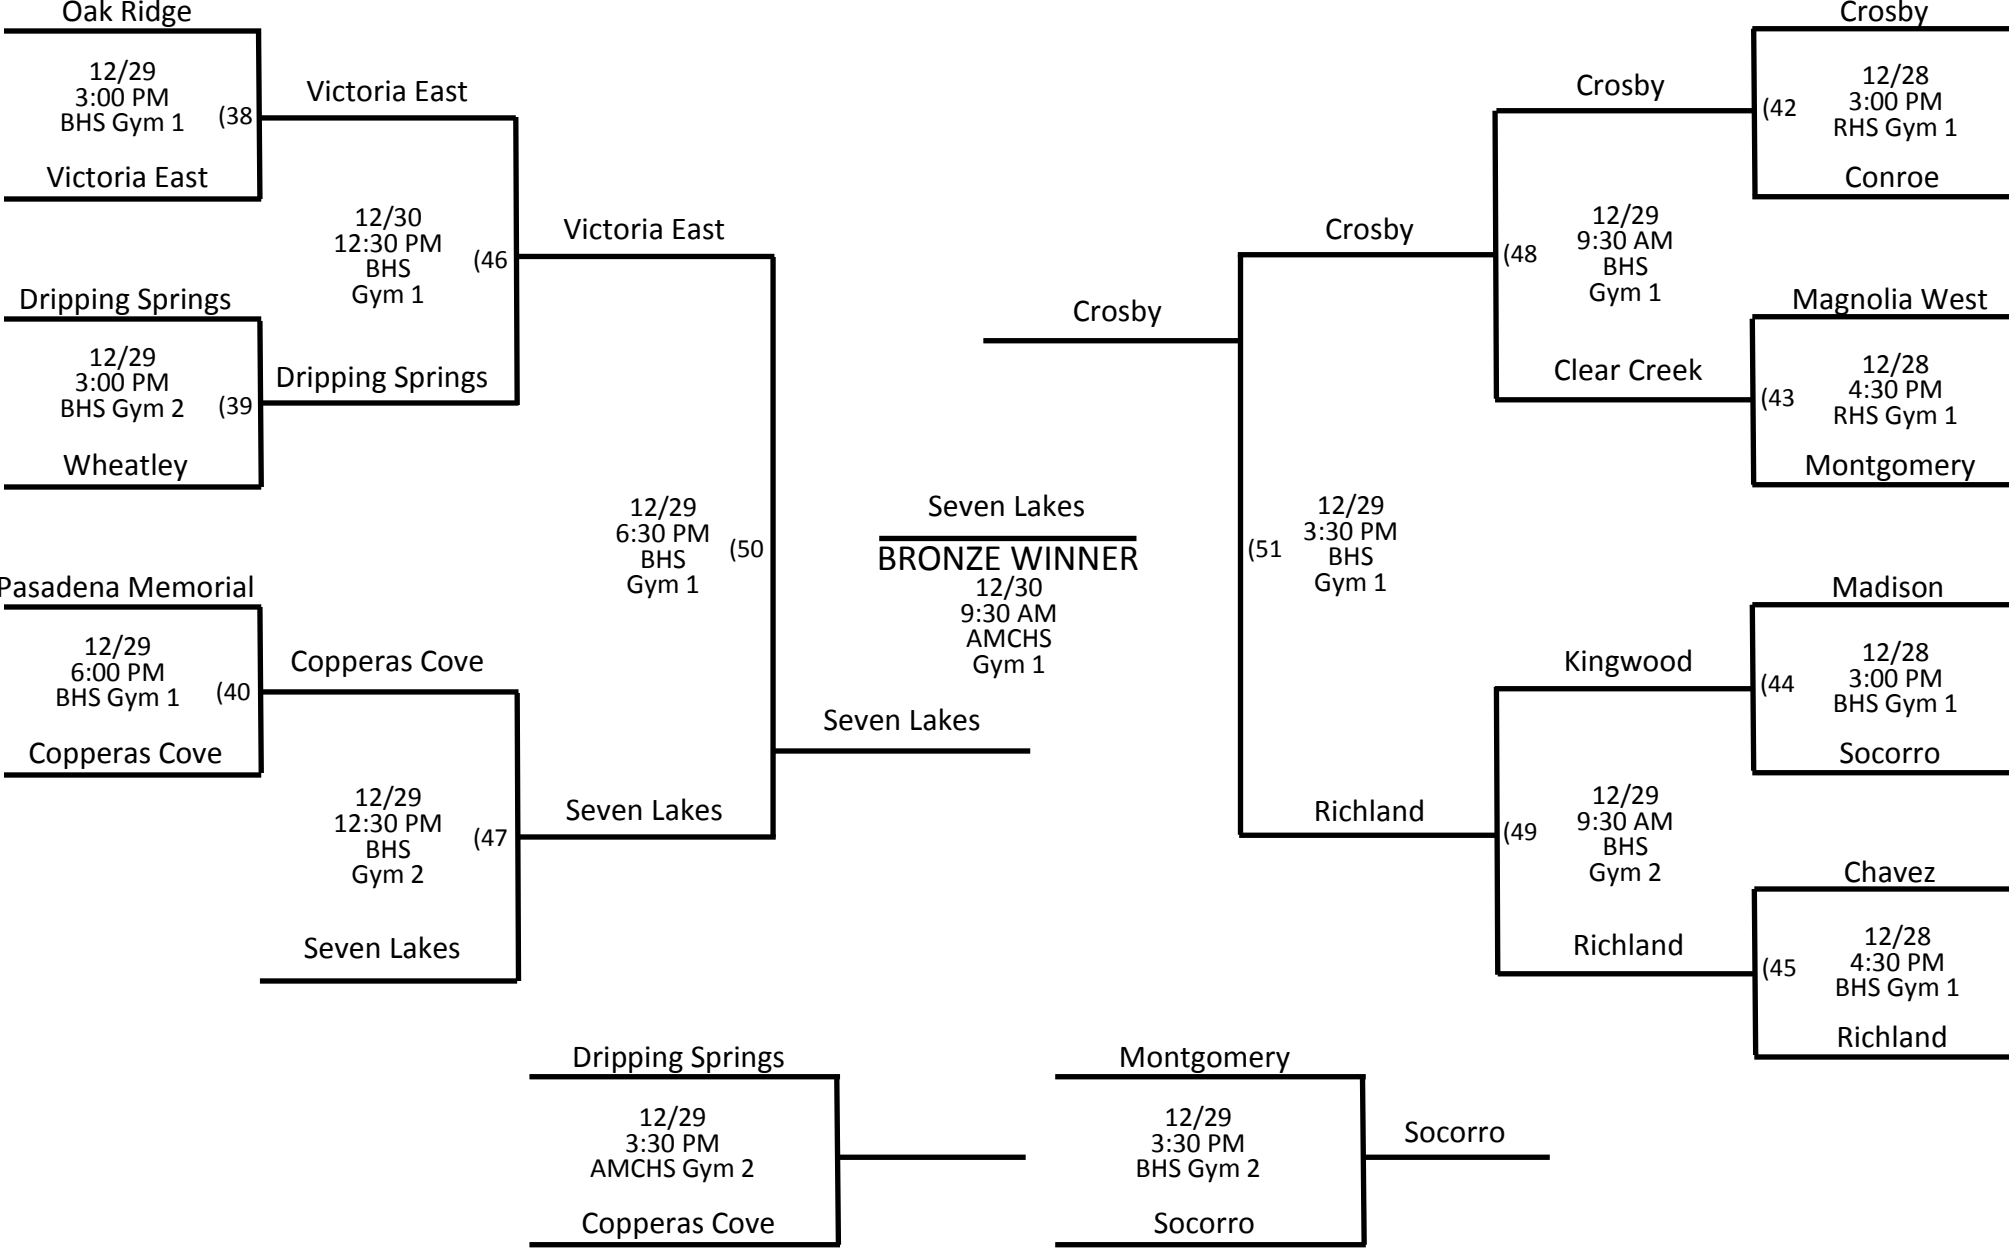 Oak Ridge
12/29
3:00 PM
BHS Gym 1
(38
Victoria East
Victoria East
12/30
12:30 PM
BHS
Gym 1
(46
Dripping Springs
12/29
3:00 PM
BHS Gym 2
(39
Wheatley
Dripping Springs
Victoria East
12/29
6:30 PM
BHS
Gym 1
(50
Pasadena Memorial
12/29
6:00 PM
BHS Gym 1
(40
Copperas Cove
Copperas Cove
12/29
12:30 PM
BHS
Gym 2
(47
Seven Lakes
Seven Lakes
Seven Lakes
Seven Lakes
BRONZE WINNER
12/30
9:30 AM
AMCHS
Gym 1
Crosby
Crosby
12/29
3:30 PM
BHS
Gym 1
(51
Richland
Crosby
12/29
9:30 AM
BHS
Gym 1
(48
Clear Creek
Crosby
12/28
3:00 PM
RHS Gym 1
(42
Conroe
Magnolia West
12/28
4:30 PM
RHS Gym 1
(43
Montgomery
Kingwood
12/29
9:30 AM
BHS
Gym 2
(49
Richland
Madison
12/28
3:00 PM
BHS Gym 1
(44
Socorro
Chavez
12/28
4:30 PM
BHS Gym 1
(45
Richland
Dripping Springs
12/29
3:30 PM
AMCHS Gym 2
Copperas Cove
Montgomery
12/29
3:30 PM
BHS Gym 2
Socorro
Socorro